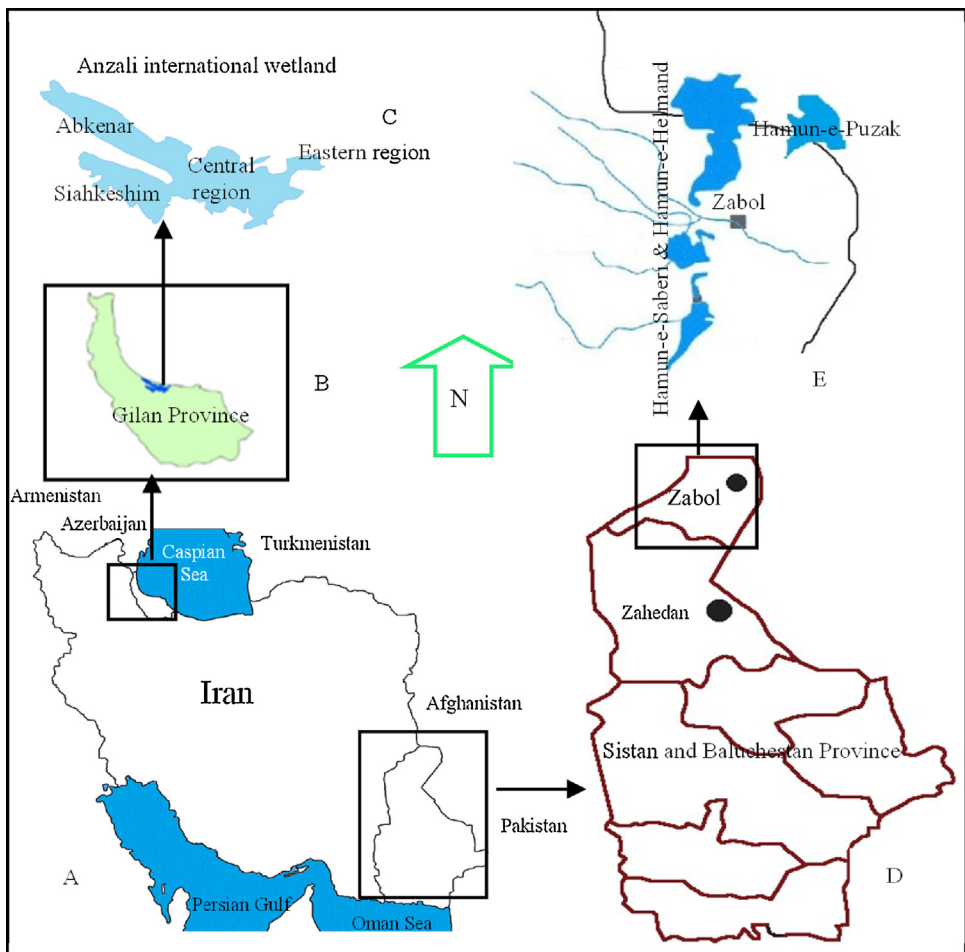 Anzali international wetland
Abkenar
C
Eastern region
Central
region
Siahkeshim
Hamun-e-Saberi & Hamun-e-Helmand
Hamun-e-Puzak
Zabol
E
Gilan Province
B
N
Armenistan
Azerbaijan
Caspian
Sea
Turkmenistan
Iran
Afghanistan
Pakistan
A
Persian Gulf
Oman Sea
Zabol
Zahedan
Sistan and Baluchestan Province
D